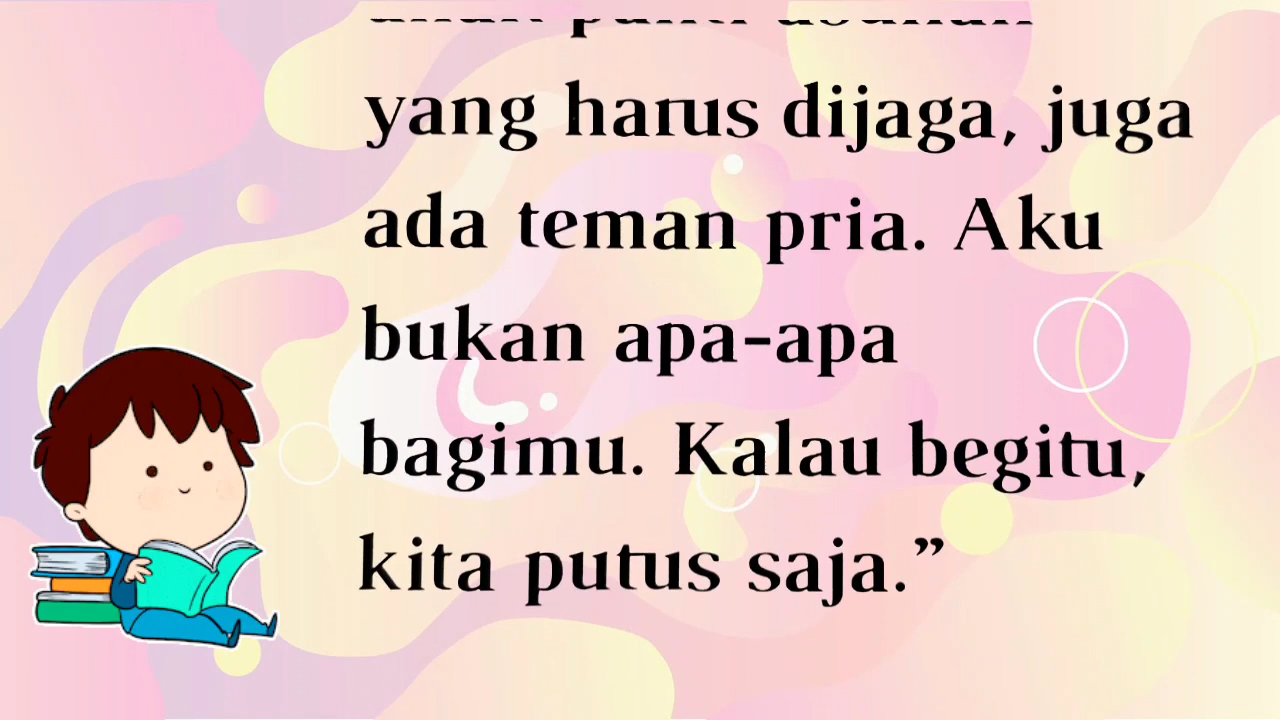 yang harus dijaga, juga
ada teman pria. Aku
bukan apa-apa
bagimu. Kalau begitu,
kita putus saja.”